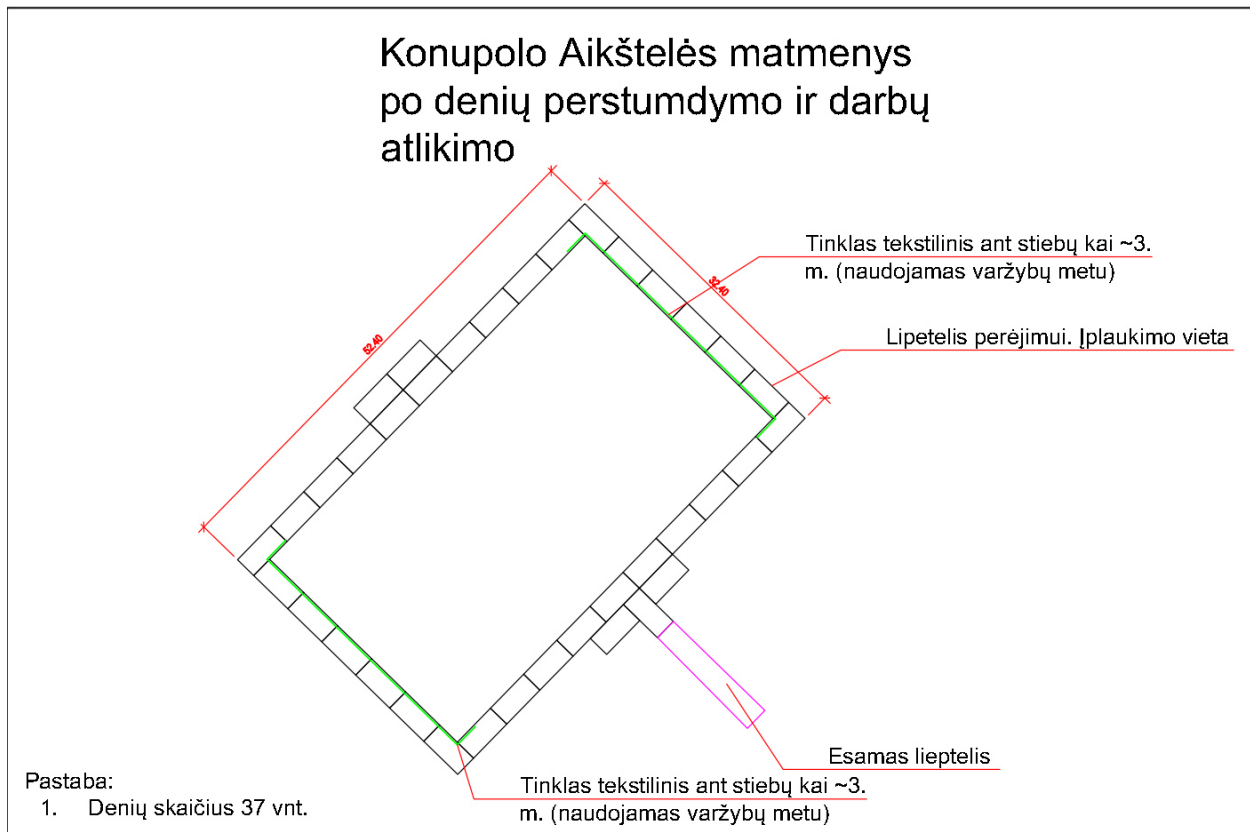 Konupolo Aikštelės matmenys
po denių perstumdymo ir darbų
atlikimo
Tinklas tekstilinis ant stiebų kai ~3.
m. (naudojamas varžybų metu)
32.40
Lipetelis perėjimui. Įplaukimo vieta
52.40
Esamas lieptelis
Pastaba:
1. Denių skaičius 37 vnt.
Tinklas tekstilinis ant stiebų kai ~3.
m. (naudojamas varžybų metu)